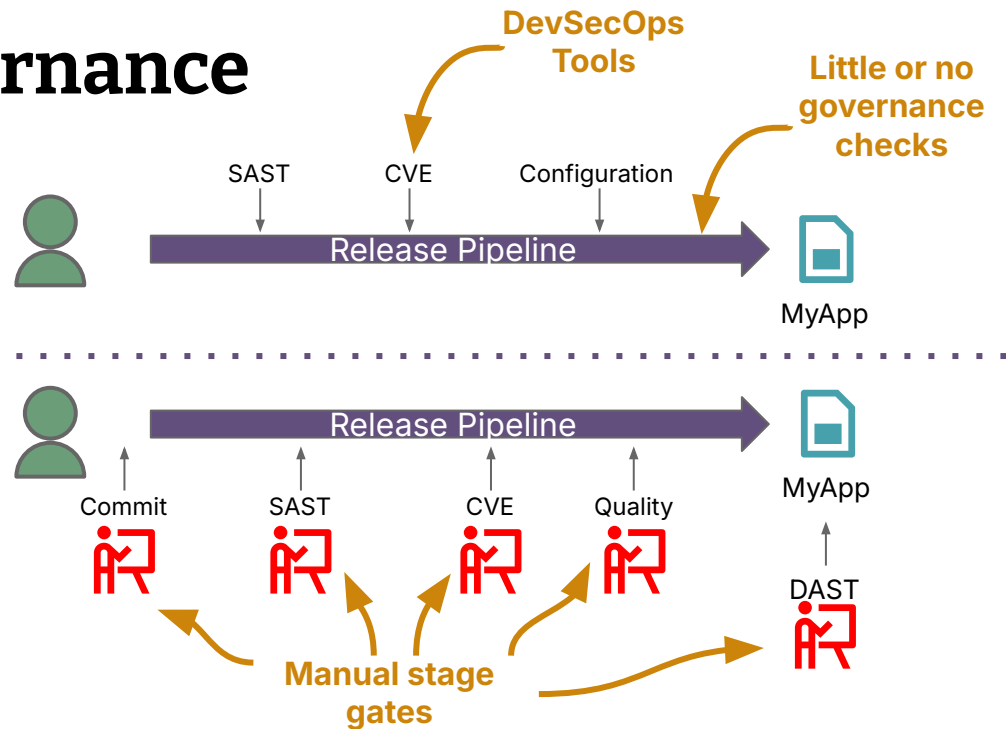 rnance
DevSecOps
Tools
Little or no
governance
checks
SAST
CVE
Configuration
Release Pipeline
MyApp
Release Pipeline
Commit
SAST
CVE
Quality
MyApp
DAST
Manual stage
gates